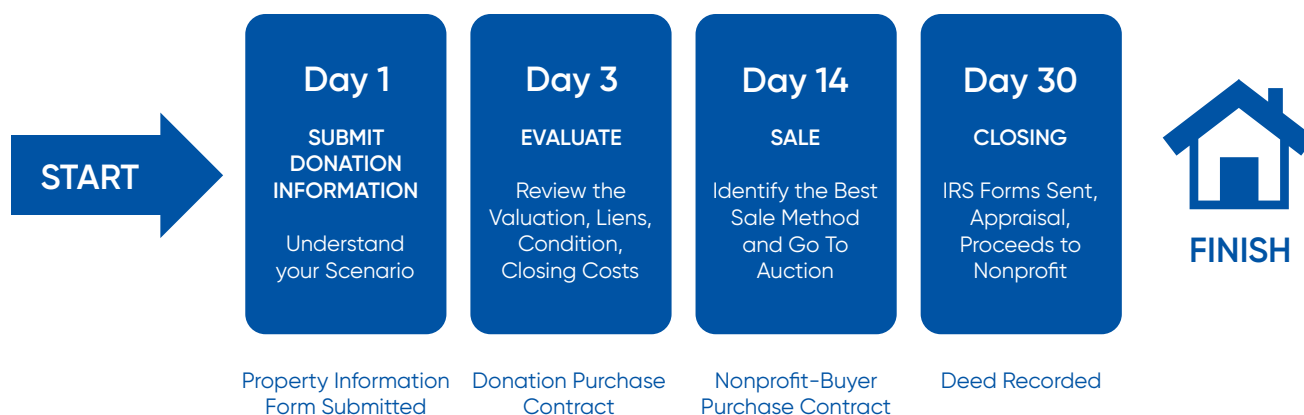 START
Day 1
SUBMIT
DONATION
INFORMATION
Understand
your Scenario
Property Information
Form Submitted
Day 3
EVALUATE
Review the
Valuation, Liens,
Condition,
Closing Costs
Donation Purchase
Contract
Day 14
SALE
Identify the Best
Sale Method
and Go To
Auction
Nonprofit-Buyer
Purchase Contract
Day 30
CLOSING
IRS Forms Sent,
Appraisal,
Proceeds to
Nonprofit
Deed Recorded
FINISH